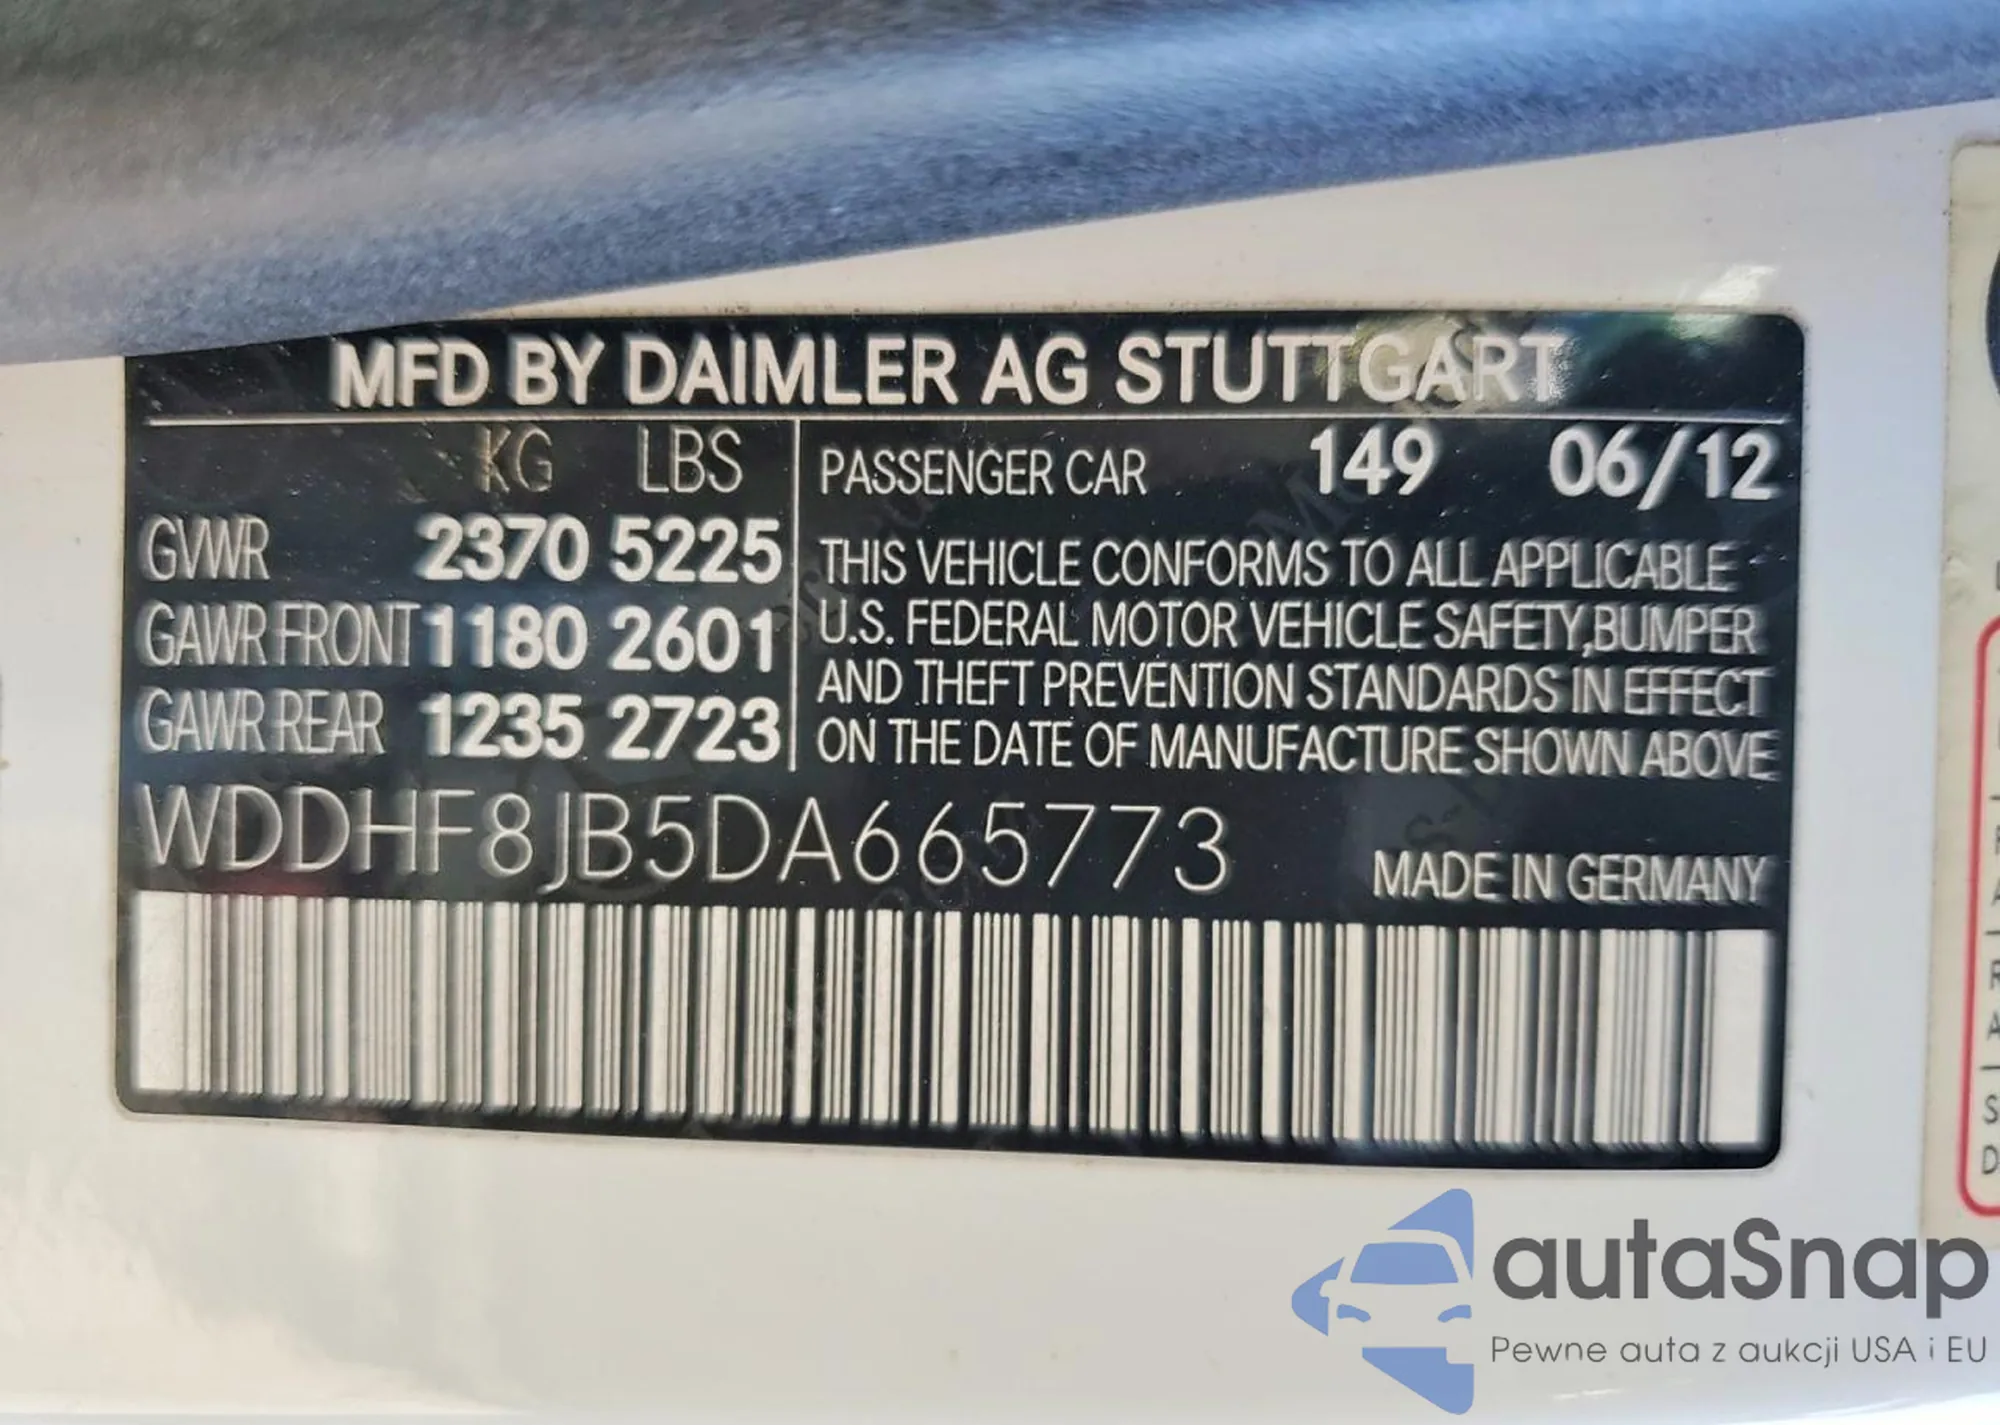 MFD BY DAIMLER AG STUTTGART
KG LBS
GVWR 2370 5225
GAWR FRONT 1180 2601
GAWR REAR 1235 2723
PASSENGER CAR 149 06/12
THIS VEHICLE CONFORMS TO ALL APPLICABLE
U.S. FEDERAL MOTOR VEHICLE SAFETY,BUMPER
AND THEFT PREVENTION STANDARDS IN EFFECT
ON THE DATE OF MANUFACTURE SHOWN ABOVE
WDDHF8JB5DA665773
MADE IN GERMANY
autaSnap
Pewne auta z aukcji USA i EU